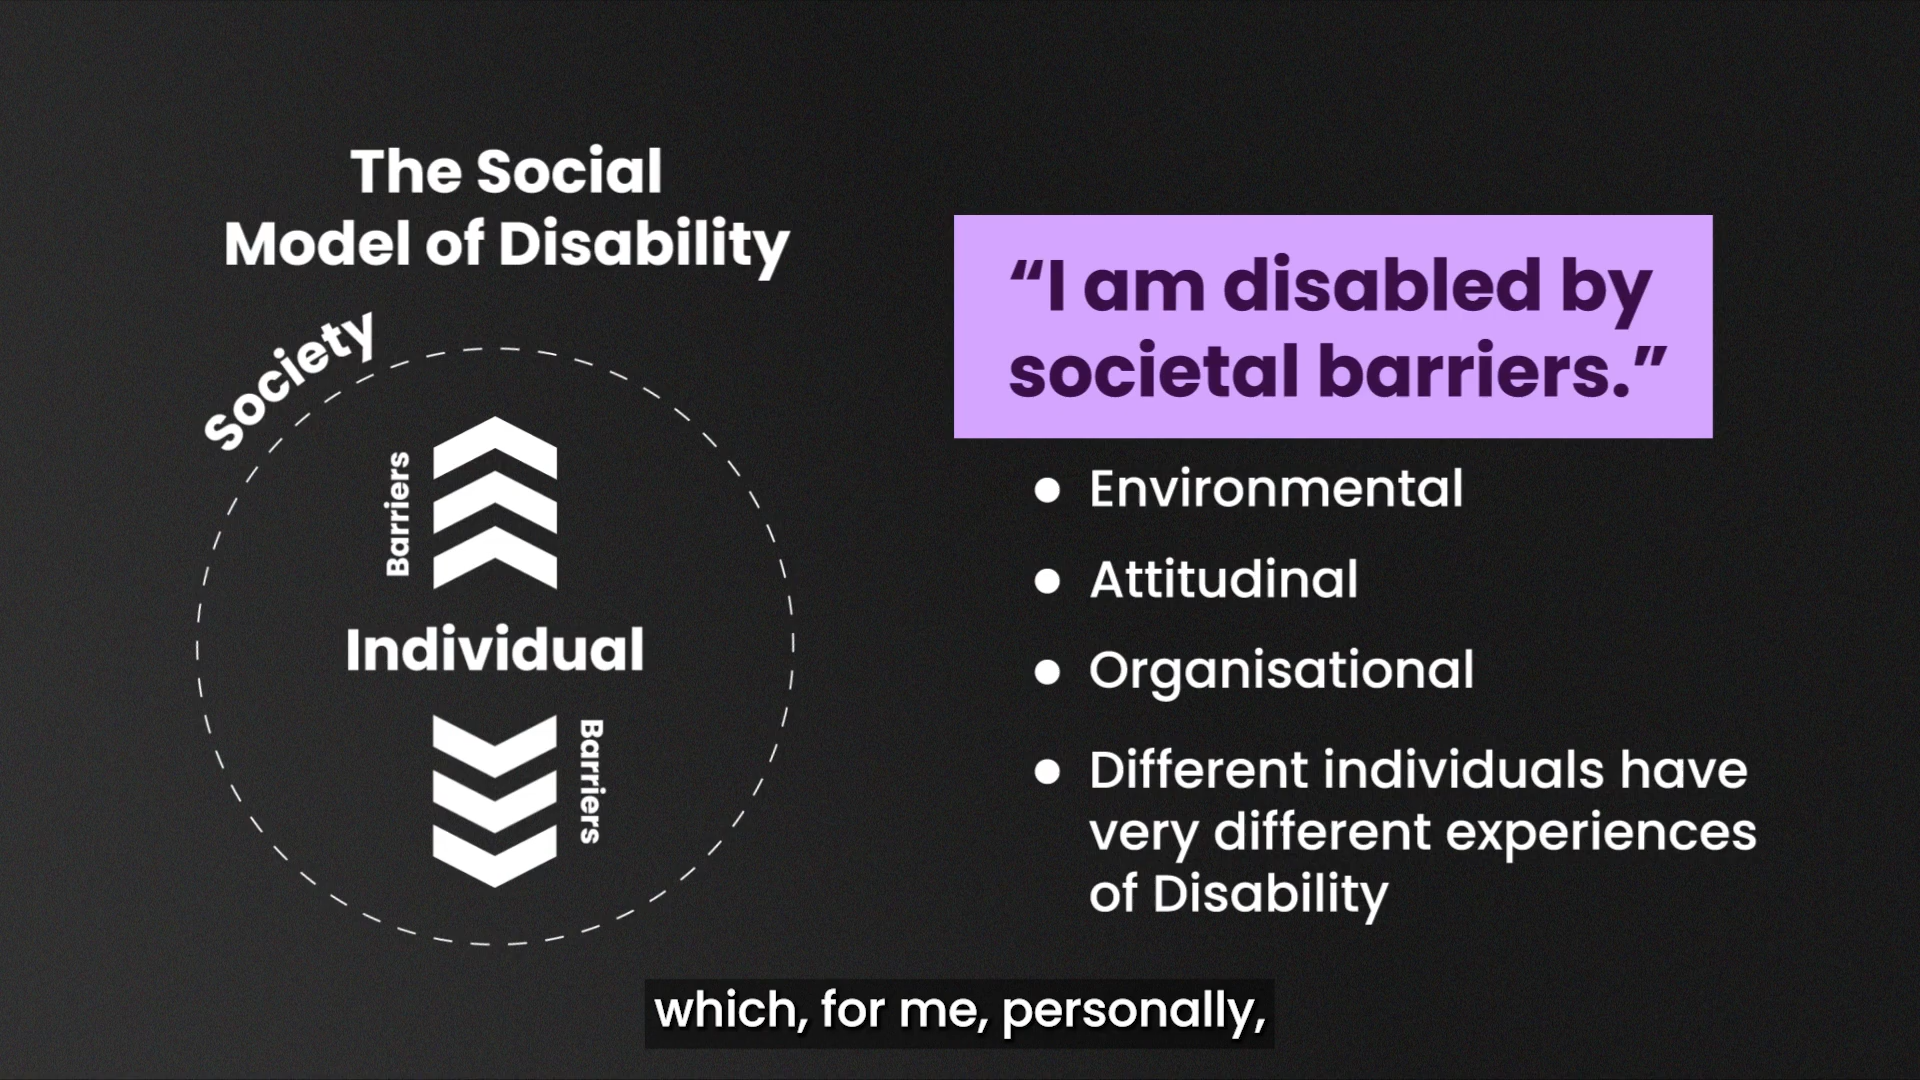 The Social
Model of Disability
Society
Barriers
Individual
Barriers
“I am disabled by
societal barriers.”
● Environmental
● Attitudinal
● Organisational
● Different individuals have
very different experiences
of Disability
which, for me, personally,